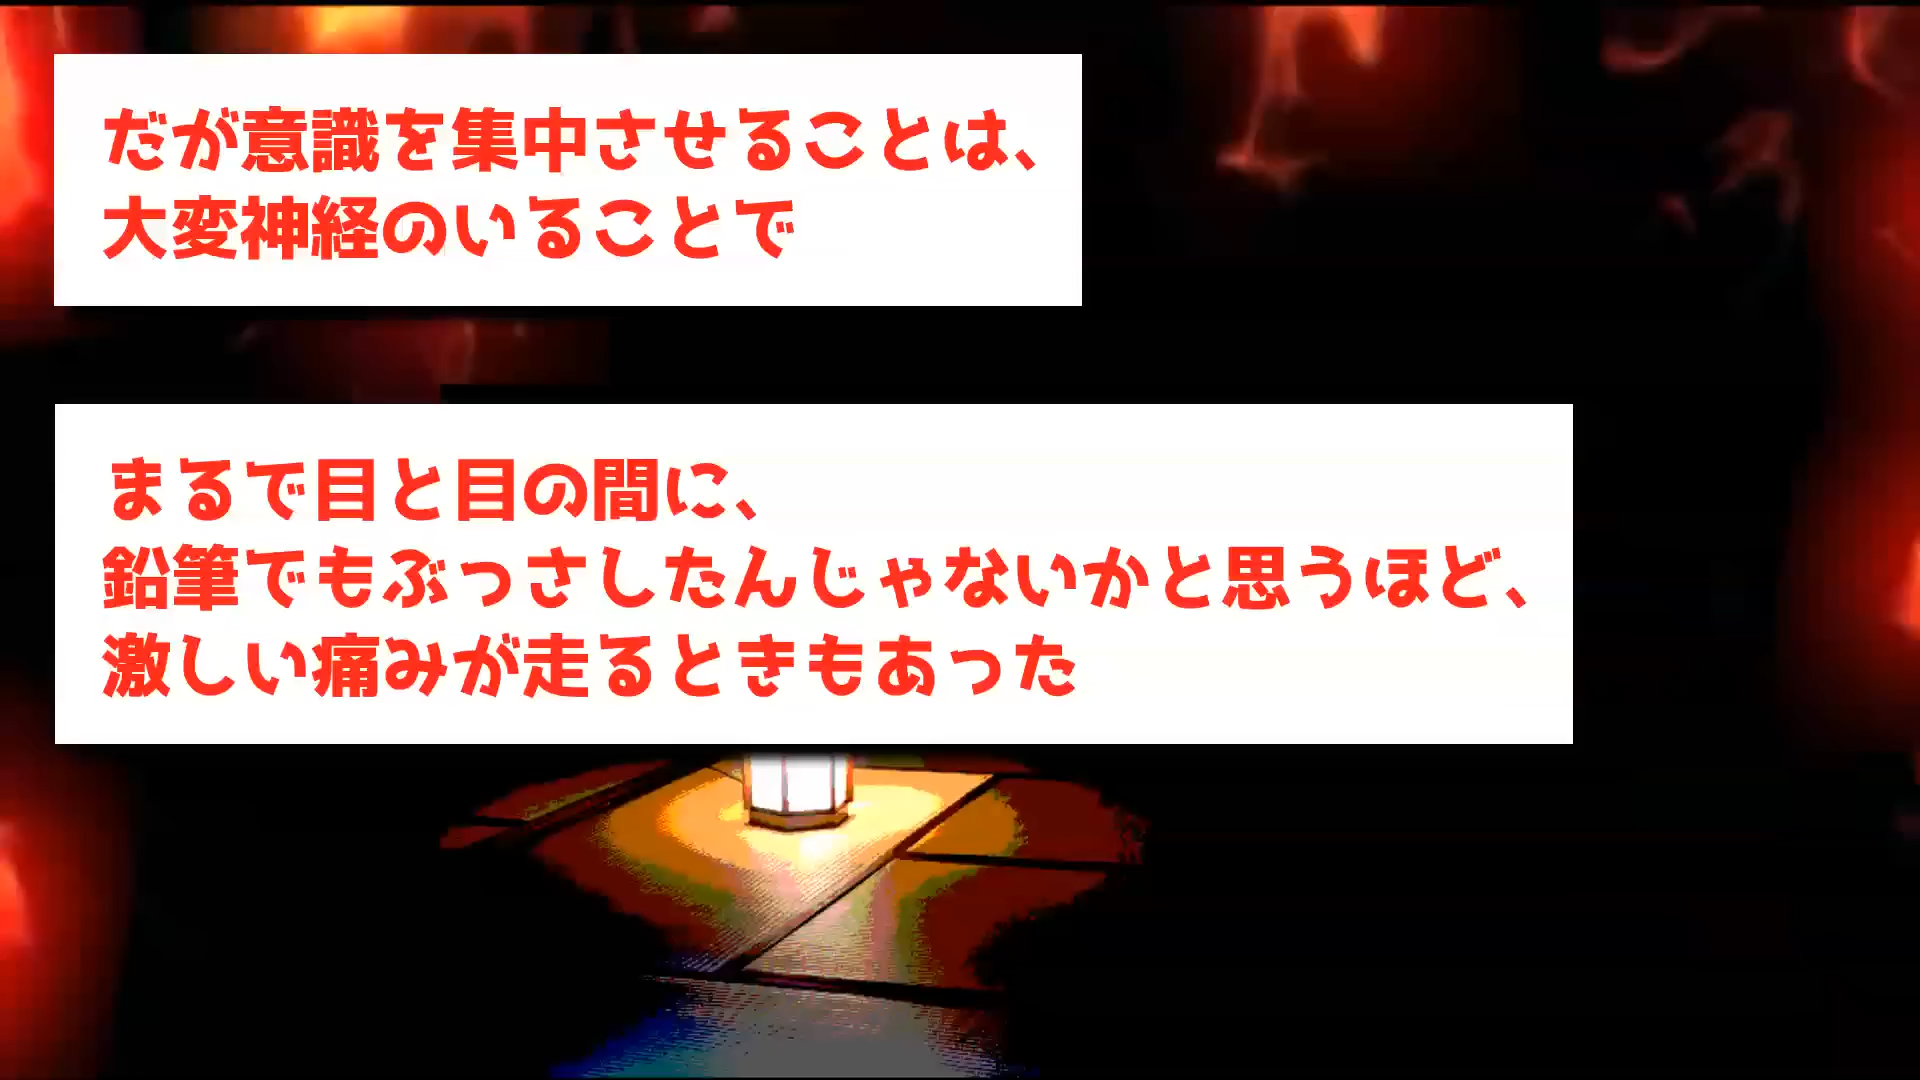 だが意識を集中させることは、
大変神経のいることで
まるで目と目の間に、
鉛筆でもぶっさしたんじゃないかと思うほど、
激しい痛みが走るときもあった